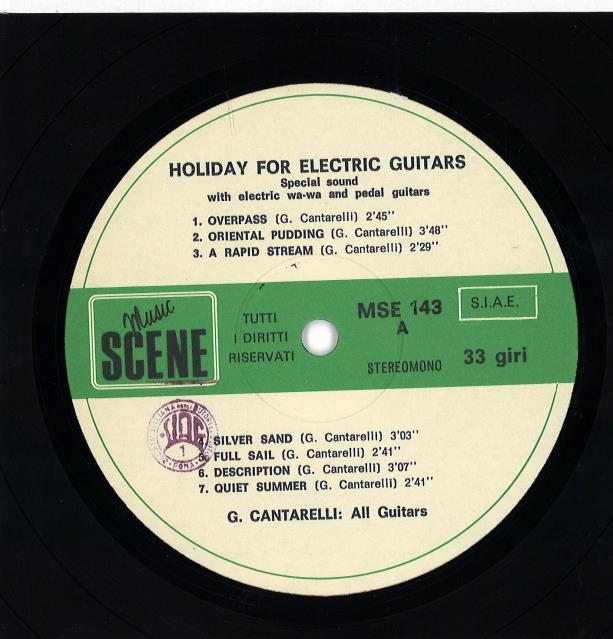 HOLIDAY FOR ELECTRIC GUITARS
Special sound
with electric wa-wa and pedal guitars
1. OVERPASS (G. Cantarelli) 2'45''
2. ORIENTAL PUDDING (G. Cantarelli) 3'48''
3. A RAPID STREAM (G. Cantarelli) 2'29''
Music
SCENE
TUTTI
I DIRITTI
RISERVATI
MSE 143
A
STEREOMONO
S.I.A.E.
33 giri
SIAE
1
ROMA
4. SILVER SAND (G. Cantarelli) 3'03''
5. FULL SAIL (G. Cantarelli) 2'41''
6. DESCRIPTION (G. Cantarelli) 3'07''
7. QUIET SUMMER (G. Cantarelli) 2'41''
G. CANTARELLI: All Guitars